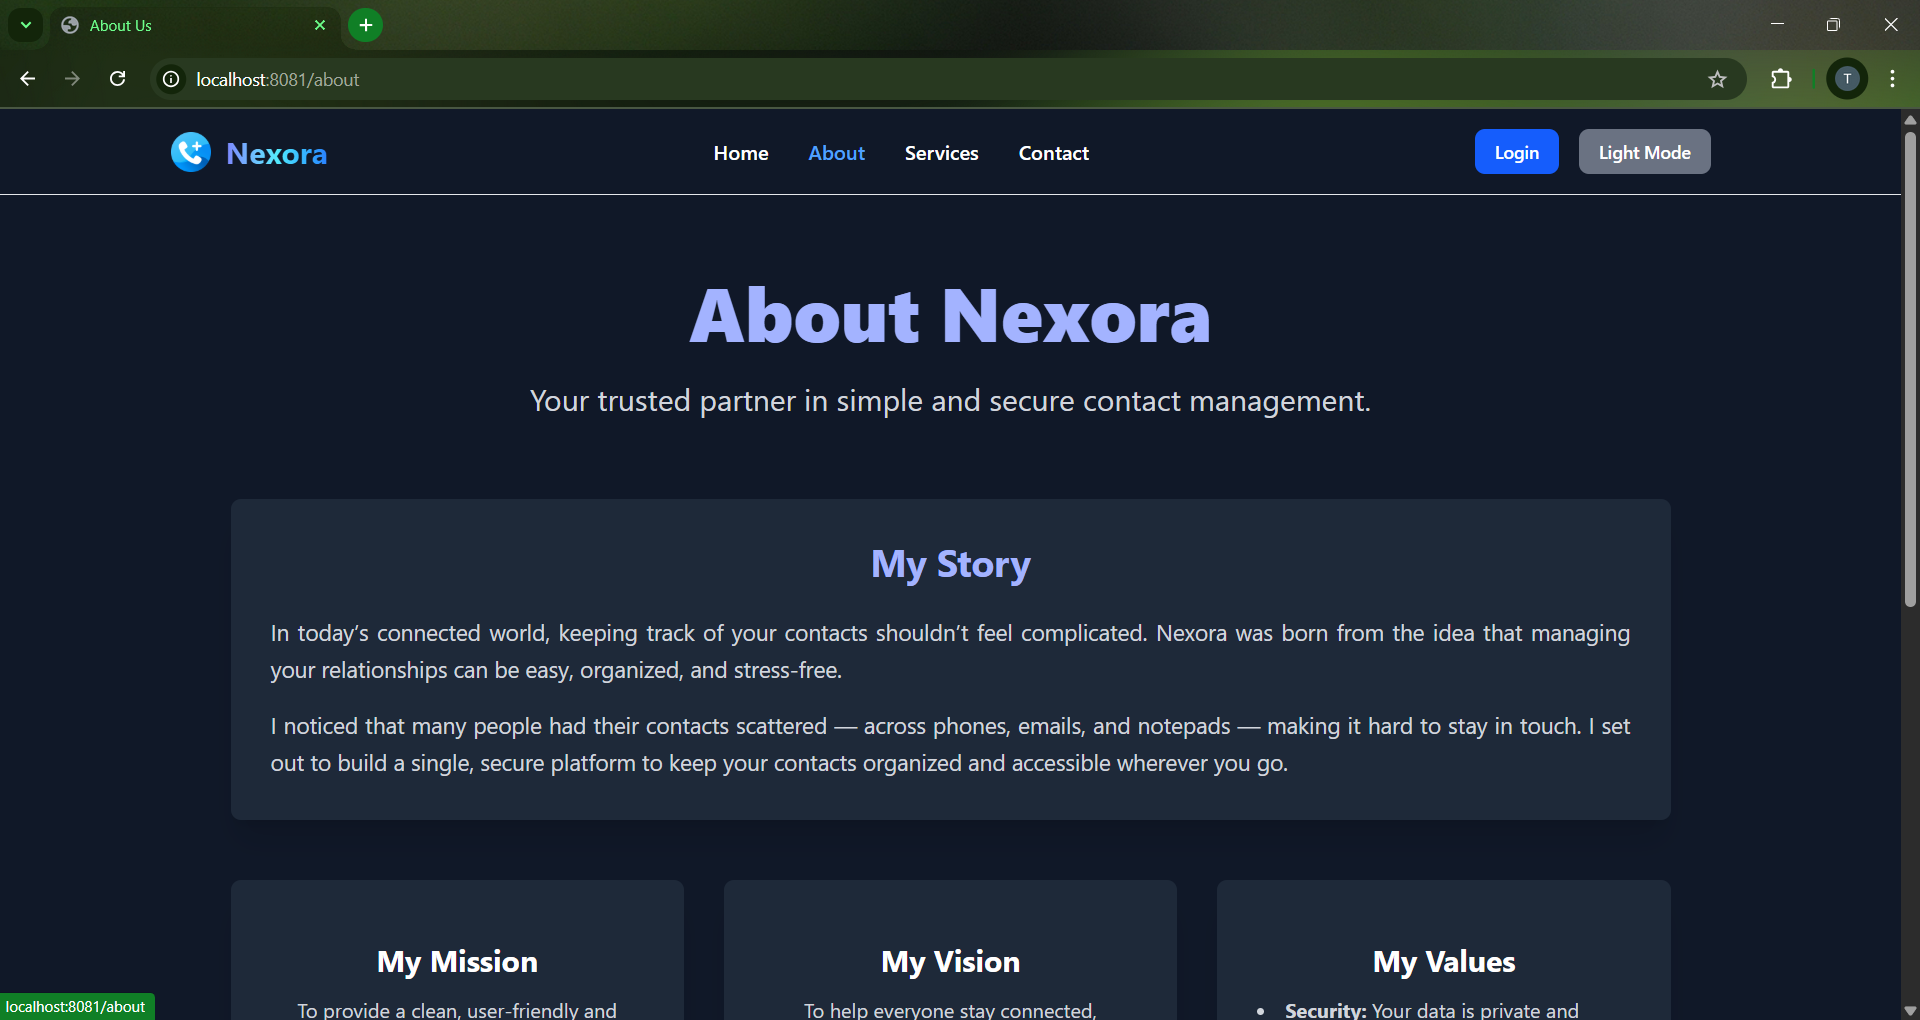 About Us
localhost:8081/about
T
Nexora
Home About Services Contact
Login Light Mode
About Nexora
Your trusted partner in simple and secure contact management.
My Story
In today’s connected world, keeping track of your contacts shouldn’t feel complicated. Nexora was born from the idea that managing
your relationships can be easy, organized, and stress-free.
I noticed that many people had their contacts scattered — across phones, emails, and notepads — making it hard to stay in touch. I set
out to build a single, secure platform to keep your contacts organized and accessible wherever you go.
My Mission
To provide a clean, user-friendly and
My Vision
To help everyone stay connected,
My Values
• Security: Your data is private and
localhost:8081/about